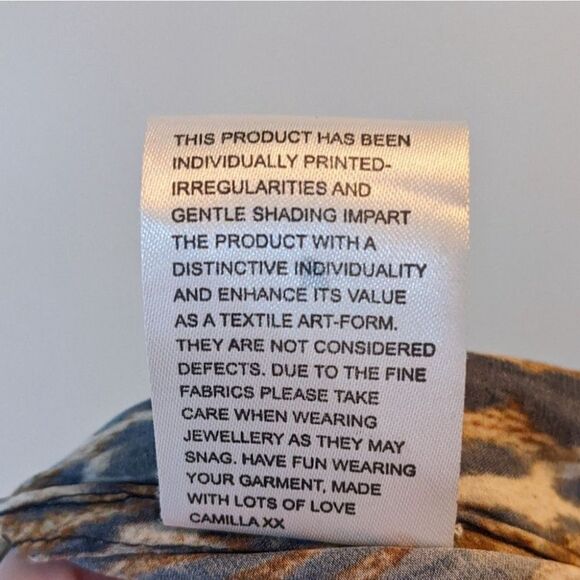 THIS PRODUCT HAS BEEN
INDIVIDUALLY PRINTED-
IRREGULARITIES AND
GENTLE SHADING IMPART
THE PRODUCT WITH A
DISTINCTIVE INDIVIDUALITY
AND ENHANCE ITS VALUE
AS A TEXTILE ART-FORM.
THEY ARE NOT CONSIDERED
DEFECTS. DUE TO THE FINE
FABRICS PLEASE TAKE
CARE WHEN WEARING
JEWELLERY AS THEY MAY
SNAG. HAVE FUN WEARING
YOUR GARMENT, MADE
WITH LOTS OF LOVE
CAMILLA XX